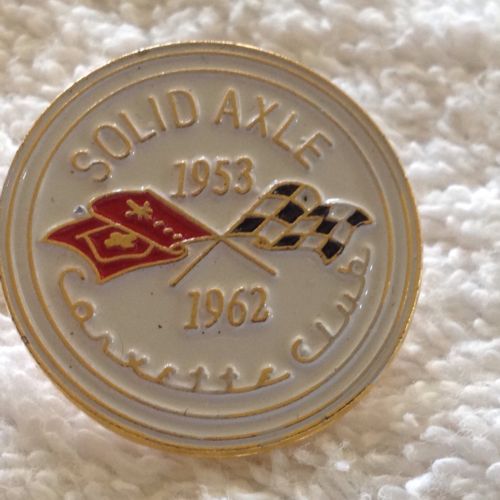 SOLID AXLE
1953
1962
Corvette Club